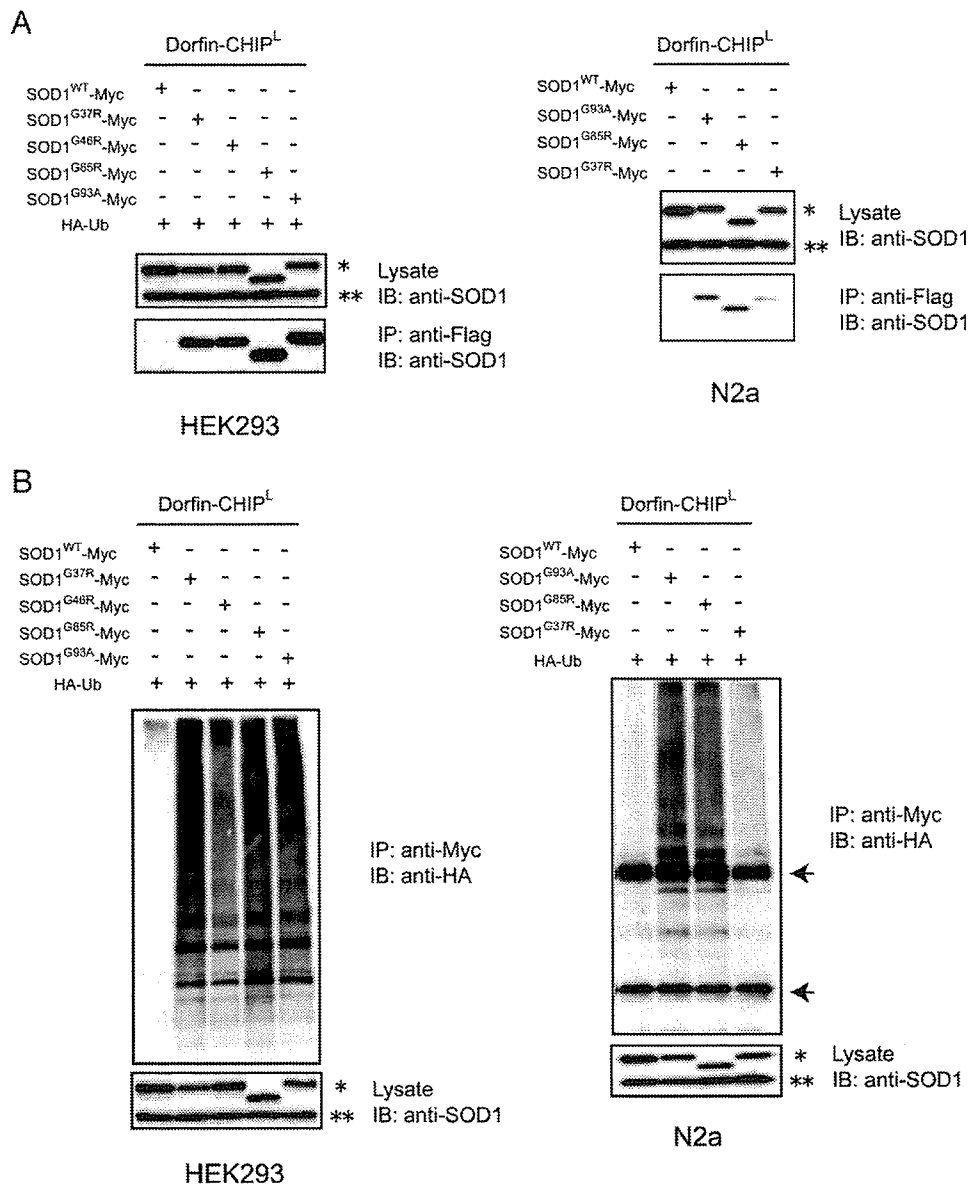 A
Dorfin-CHIP^L
SOD1^WT-Myc + - - - -
SOD1^G37R-Myc - + - - -
SOD1^G46R-Myc - - + - -
SOD1^G85R-Myc - - - + -
SOD1^G93A-Myc - - - - +
HA-Ub + + + + +
* Lysate
** IB: anti-SOD1
IP: anti-Flag
IB: anti-SOD1
HEK293
Dorfin-CHIP^L
SOD1^WT-Myc + - - -
SOD1^G93A-Myc - + - -
SOD1^G85R-Myc - - + -
SOD1^G37R-Myc - - - +
* Lysate
** IB: anti-SOD1
IP: anti-Flag
IB: anti-SOD1
N2a
B
Dorfin-CHIP^L
SOD1^WT-Myc + - - - -
SOD1^G37R-Myc - + - - -
SOD1^G46R-Myc - - + - -
SOD1^G85R-Myc - - - + -
SOD1^G93A-Myc - - - - +
HA-Ub + + + + +
IP: anti-Myc
IB: anti-HA
* Lysate
** IB: anti-SOD1
HEK293
Dorfin-CHIP^L
SOD1^WT-Myc + - - -
SOD1^G93A-Myc - + - -
SOD1^G85R-Myc - - + -
SOD1^G37R-Myc - - - +
HA-Ub + + + +
IP: anti-Myc
IB: anti-HA
* Lysate
** IB: anti-SOD1
N2a